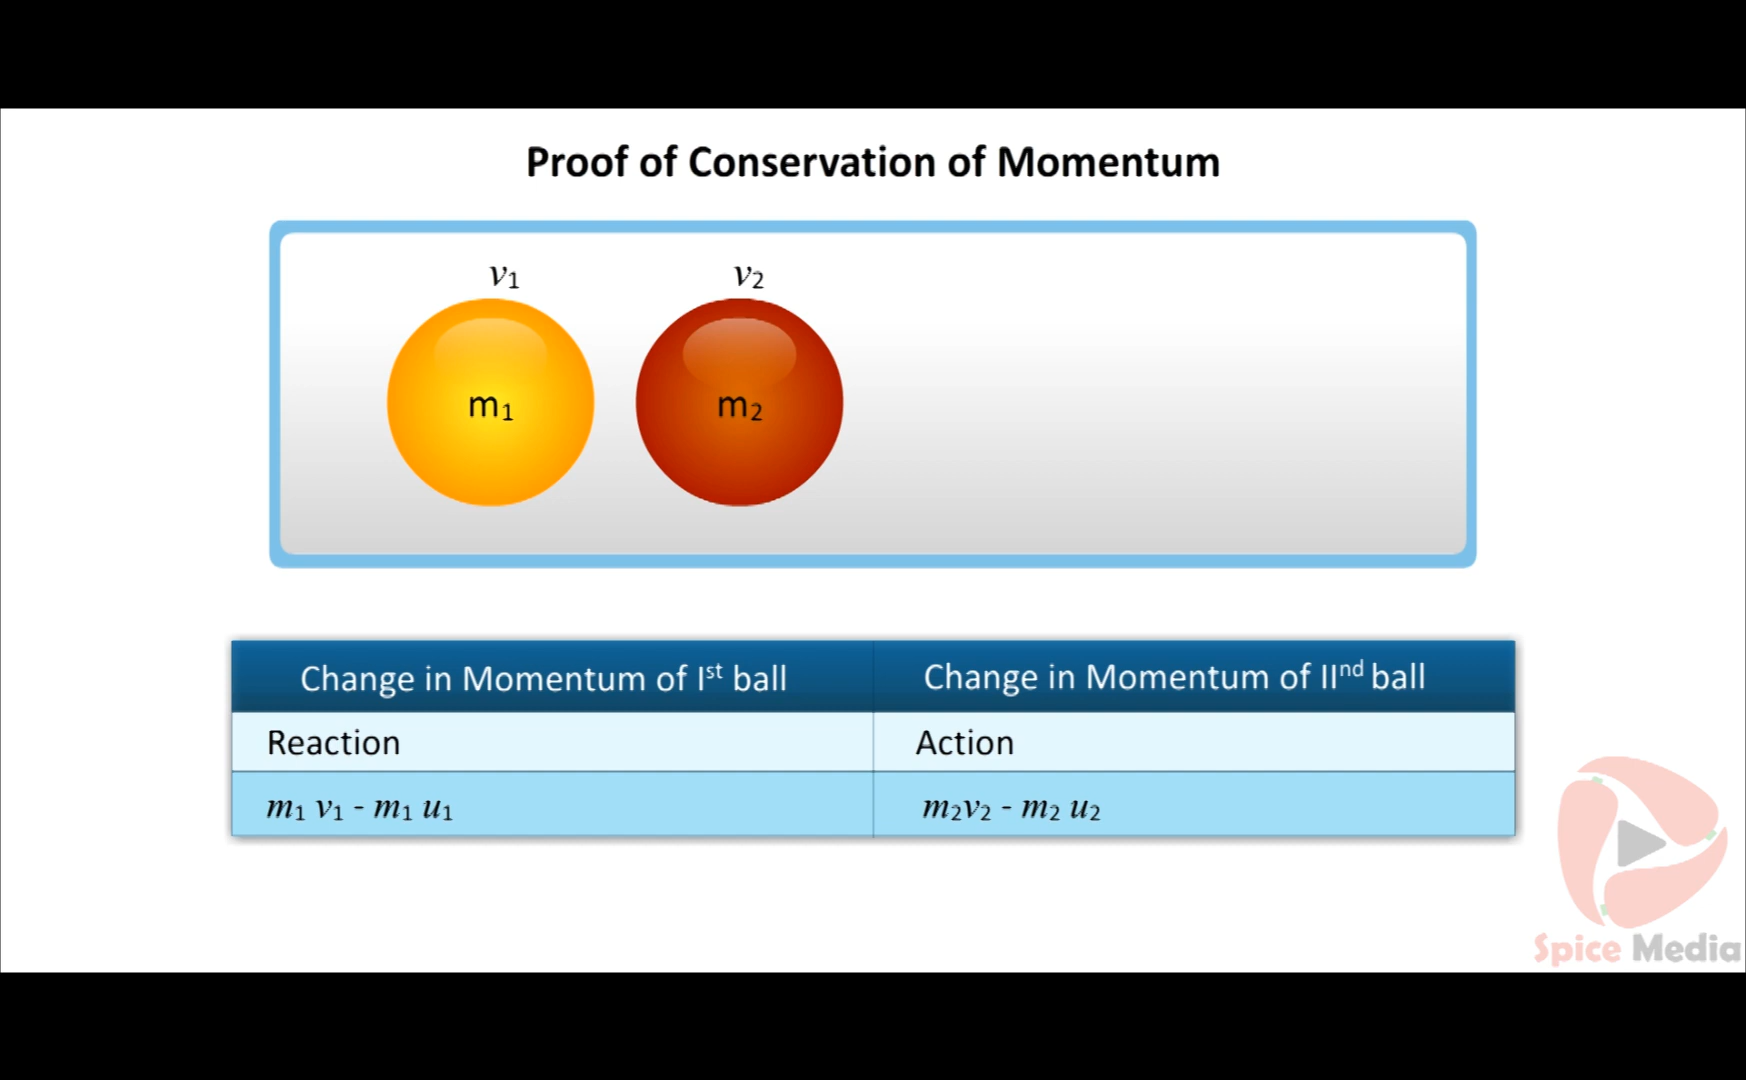 Proof of Conservation of Momentum
v₁ v₂
m₁ m₂
Change in Momentum of Iˢᵗ ball Change in Momentum of IIⁿᵈ ball
Reaction Action
m₁ v₁ - m₁ u₁ m₂v₂ - m₂ u₂
Spice Media